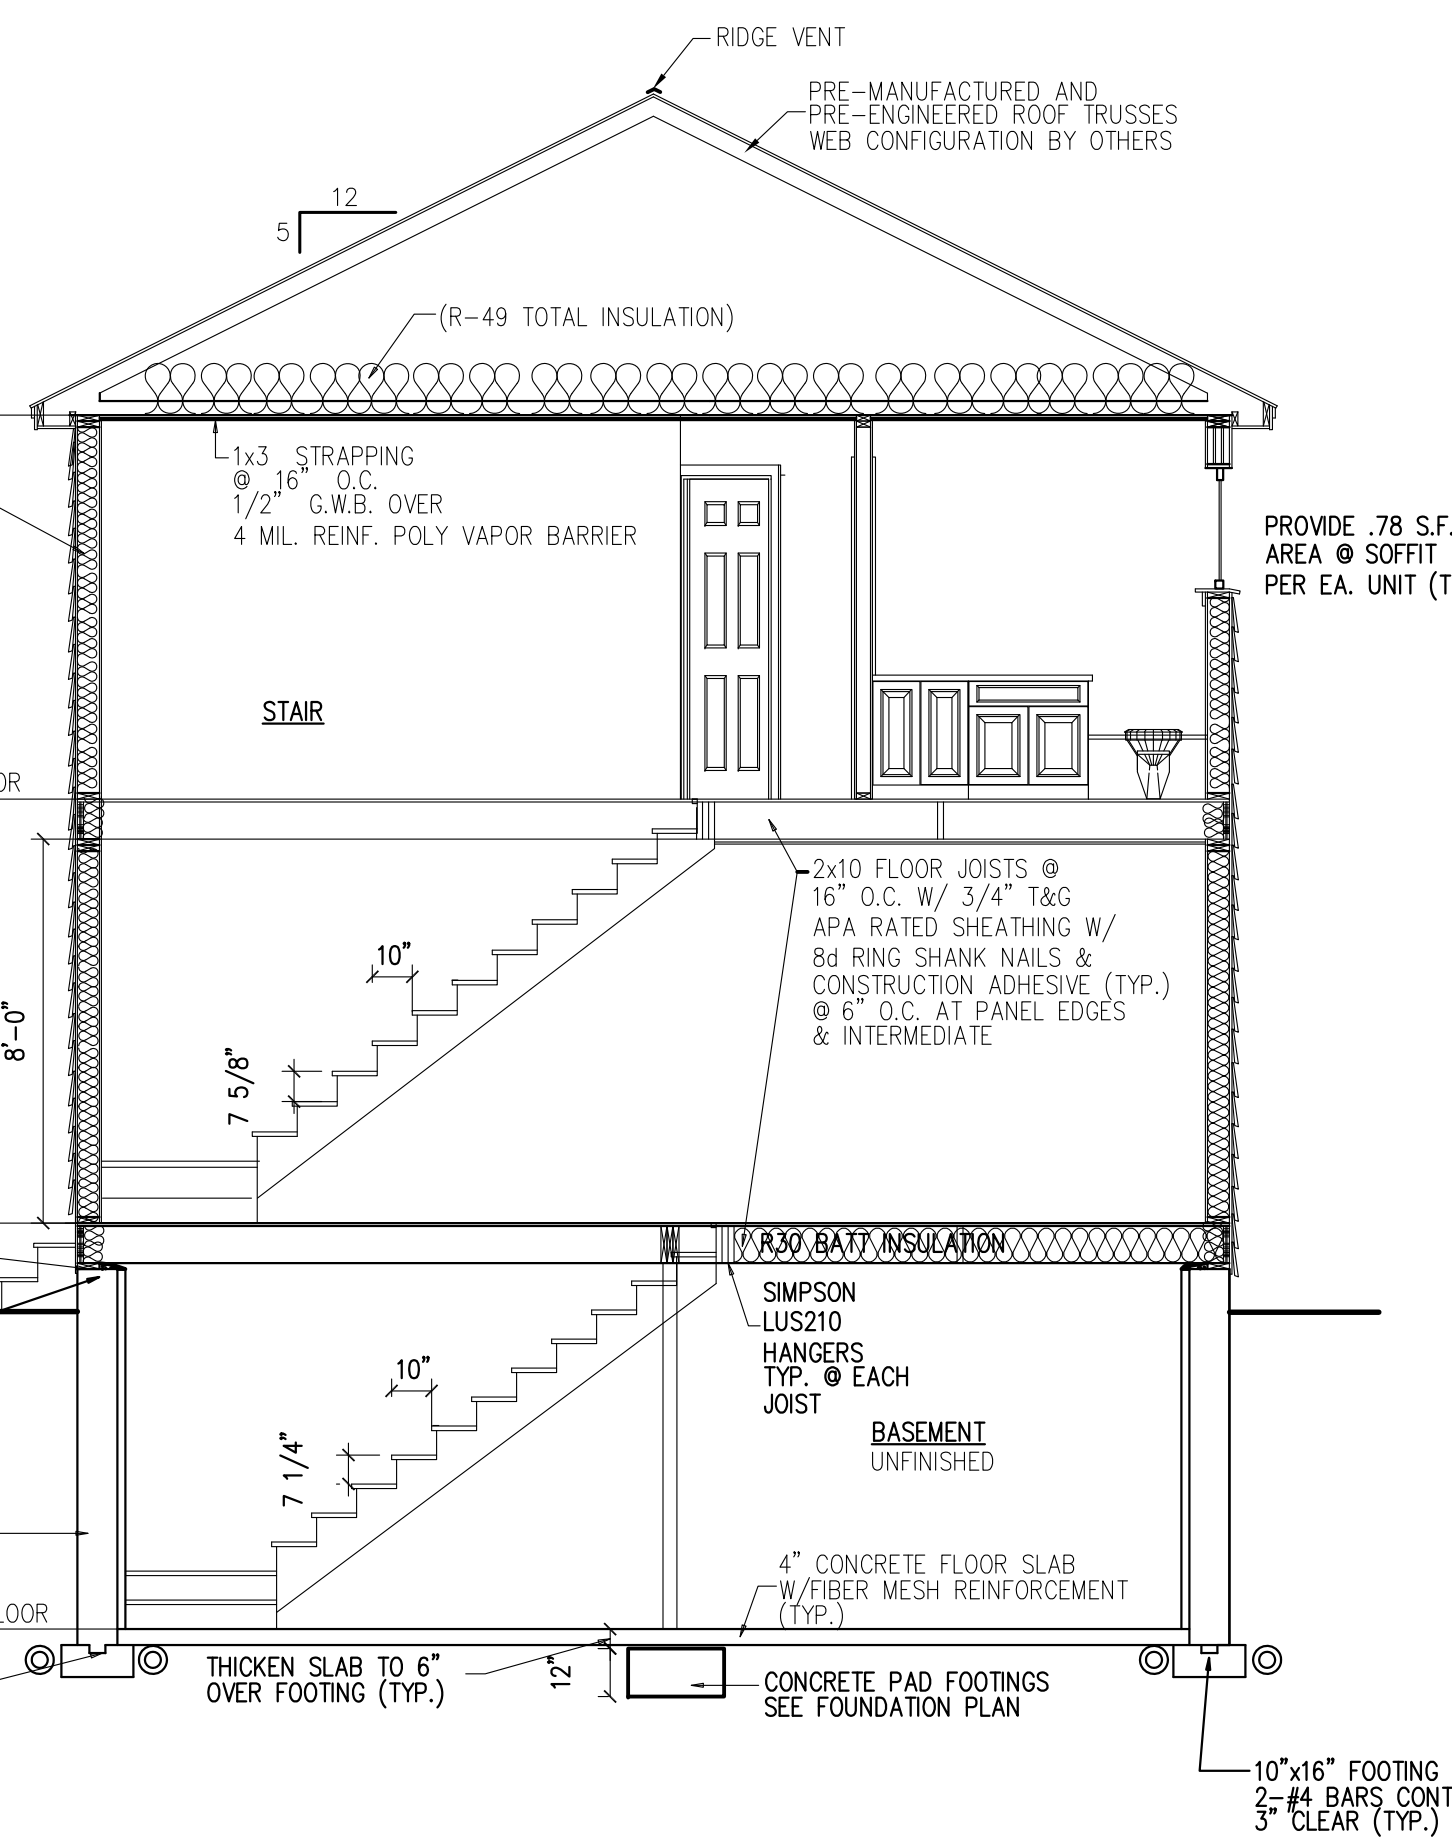 RIDGE VENT
PRE-MANUFACTURED AND
PRE-ENGINEERED ROOF TRUSSES
WEB CONFIGURATION BY OTHERS
12
5
(R-49 TOTAL INSULATION)
1x3 STRAPPING
@ 16" O.C.
1/2" G.W.B. OVER
4 MIL. REINF. POLY VAPOR BARRIER
PROVIDE .78 S.F.
AREA @ SOFFIT
PER EA. UNIT (T
STAIR
OR
2x10 FLOOR JOISTS @
16" O.C. W/ 3/4" T&G
APA RATED SHEATHING W/
8d RING SHANK NAILS &
CONSTRUCTION ADHESIVE (TYP.)
@ 6" O.C. AT PANEL EDGES
& INTERMEDIATE
10"
8'-0"
7 5/8"
R30 BATT INSULATION
SIMPSON
LUS210
HANGERS
TYP. @ EACH
JOIST
10"
7 1/4"
BASEMENT
UNFINISHED
4" CONCRETE FLOOR SLAB
W/FIBER MESH REINFORCEMENT
(TYP.)
LOOR
THICKEN SLAB TO 6"
OVER FOOTING (TYP.)
12"
CONCRETE PAD FOOTINGS
SEE FOUNDATION PLAN
10"x16" FOOTING
2-#4 BARS CONT
3" CLEAR (TYP.)